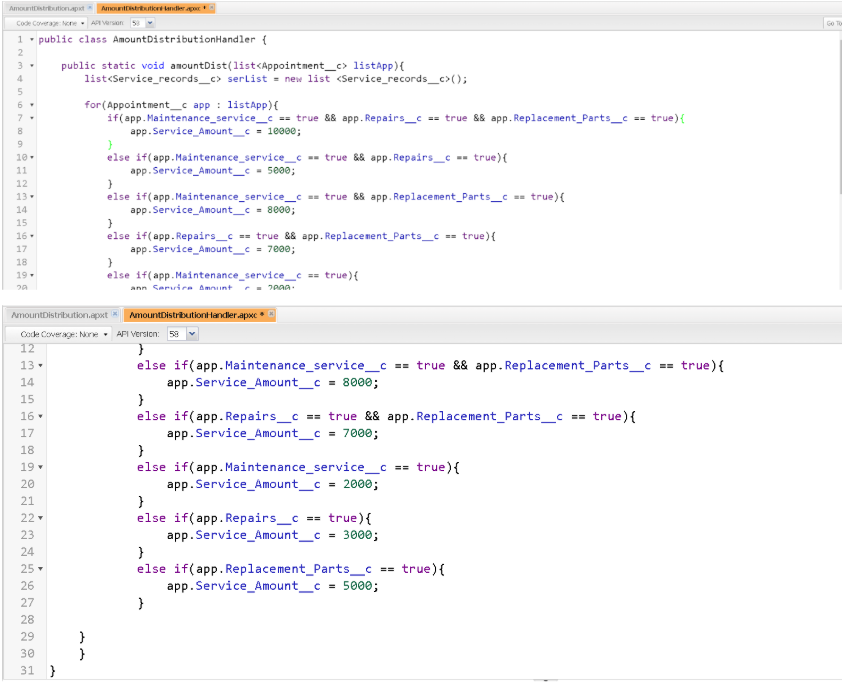 AmountDistribution.apxt AmountDistributionHandler.apxc *
Code Coverage: None API Version: 58 Go To
1 public class AmountDistributionHandler {
2
3 public static void amountDist(list<Appointment__c> listApp){
4 list<Service_records__c> serList = new list <Service_records__c>();
5
6 for(Appointment__c app : listApp){
7 if(app.Maintenance_service__c == true && app.Repairs__c == true && app.Replacement_Parts__c == true){
8 app.Service_Amount__c = 10000;
9 }
10 else if(app.Maintenance_service__c == true && app.Repairs__c == true){
11 app.Service_Amount__c = 5000;
12 }
13 else if(app.Maintenance_service__c == true && app.Replacement_Parts__c == true){
14 app.Service_Amount__c = 8000;
15 }
16 else if(app.Repairs__c == true && app.Replacement_Parts__c == true){
17 app.Service_Amount__c = 7000;
18 }
19 else if(app.Maintenance_service__c == true){
20 app.Service_Amount__c = 2000;
AmountDistribution.apxt AmountDistributionHandler.apxc *
Code Coverage: None API Version: 58
12 }
13 else if(app.Maintenance_service__c == true && app.Replacement_Parts__c == true){
14 app.Service_Amount__c = 8000;
15 }
16 else if(app.Repairs__c == true && app.Replacement_Parts__c == true){
17 app.Service_Amount__c = 7000;
18 }
19 else if(app.Maintenance_service__c == true){
20 app.Service_Amount__c = 2000;
21 }
22 else if(app.Repairs__c == true){
23 app.Service_Amount__c = 3000;
24 }
25 else if(app.Replacement_Parts__c == true){
26 app.Service_Amount__c = 5000;
27 }
28
29 }
30 }
31 }